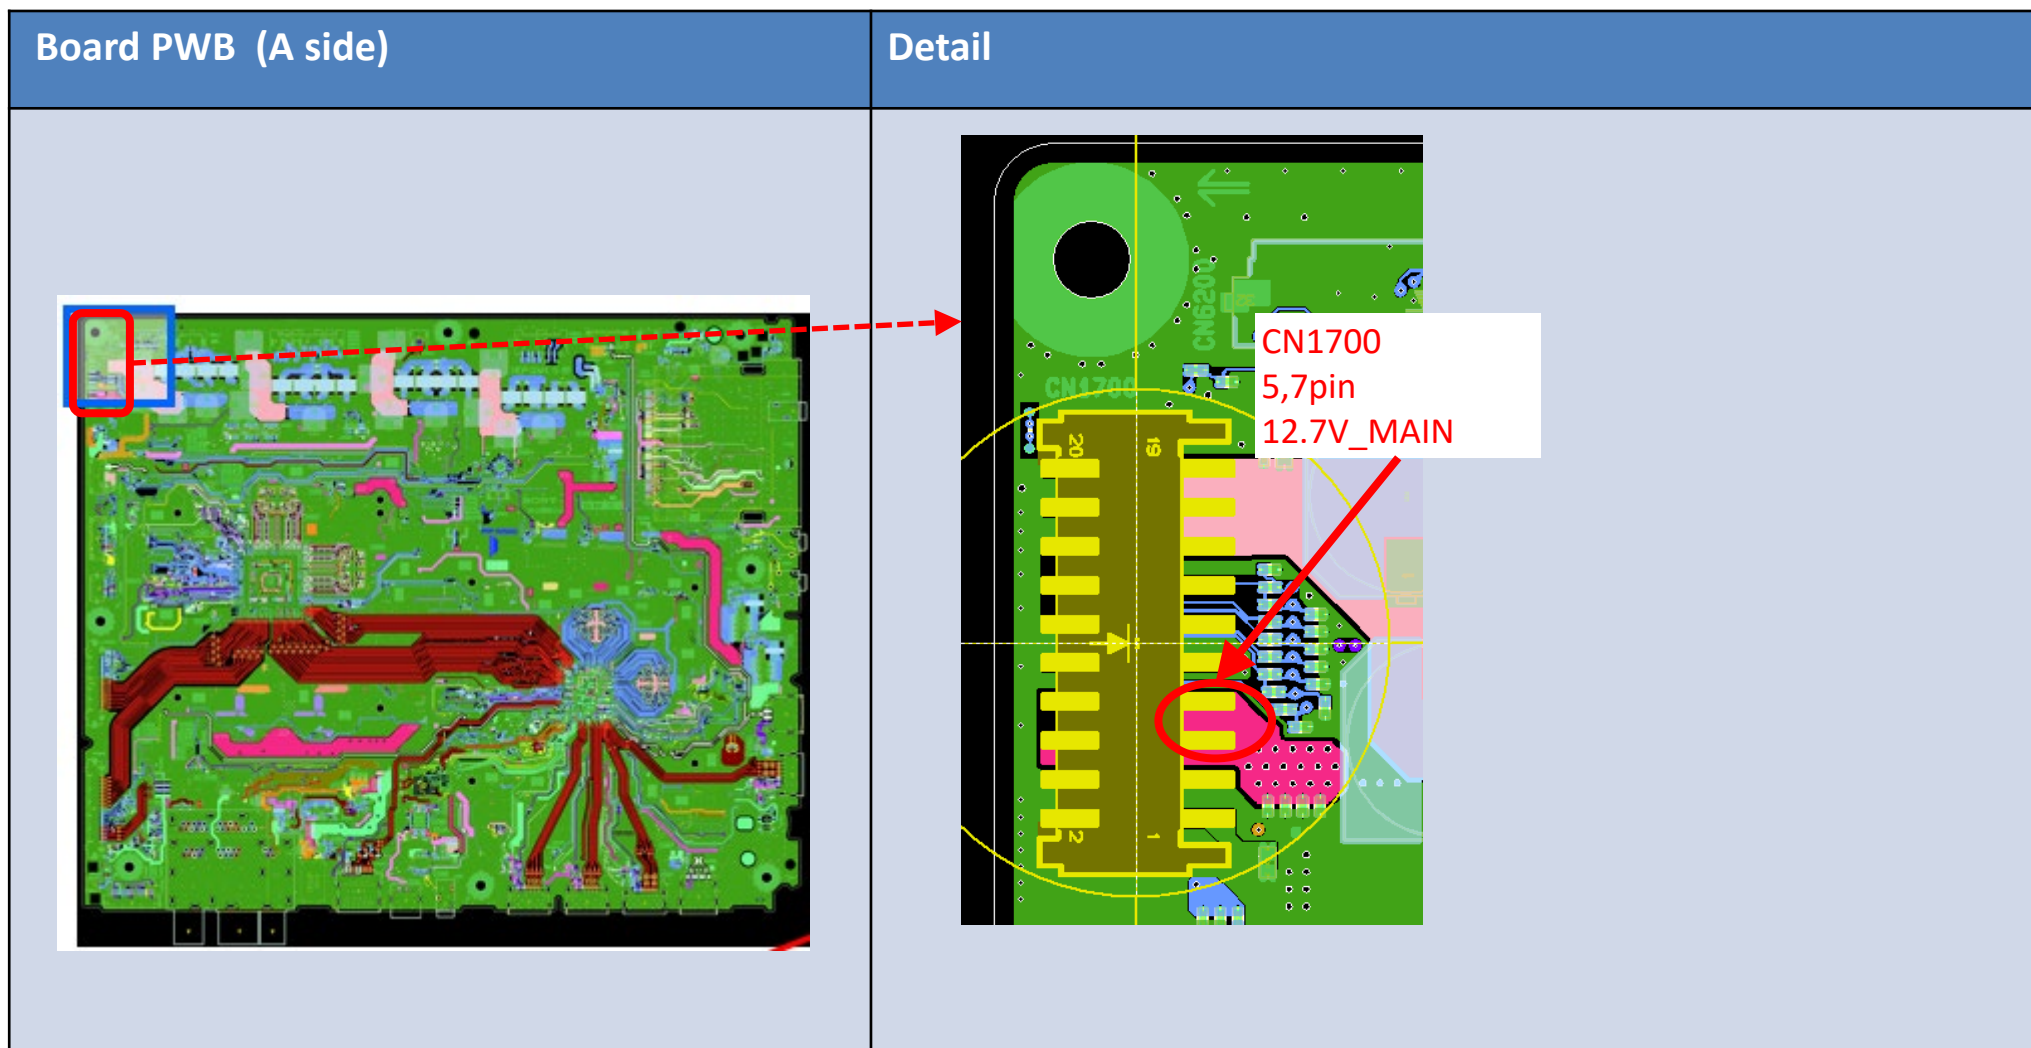 Board PWB (A side)
Detail
CN6200
CN1700
5,7pin
12.7V_MAIN
CN1700
20
19
2
1